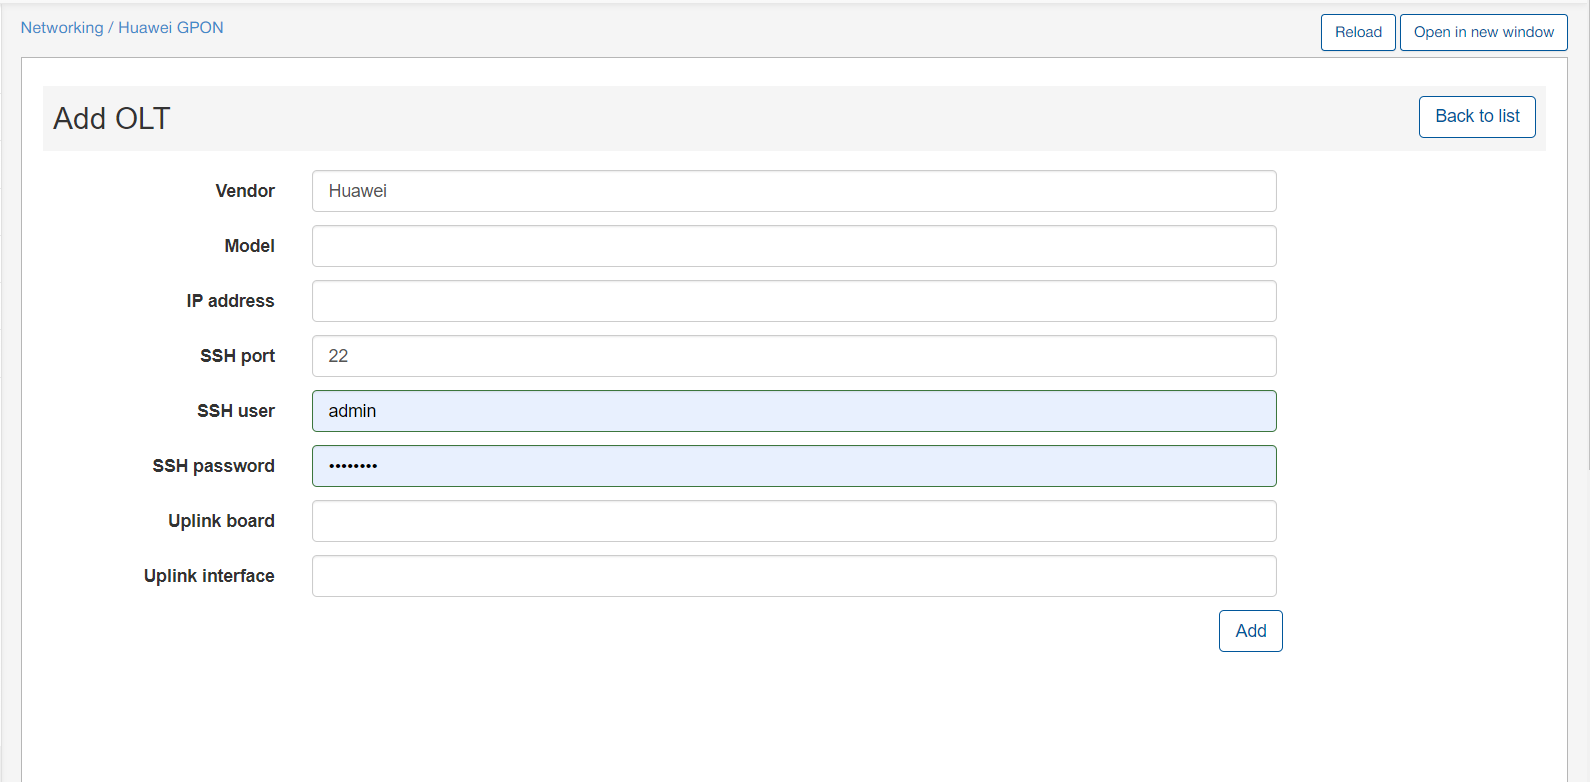 Networking / Huawei GPON
Reload
Open in new window
Add OLT
Back to list
Vendor
Huawei
Model
IP address
SSH port
22
SSH user
admin
SSH password
••••••••
Uplink board
Uplink interface
Add